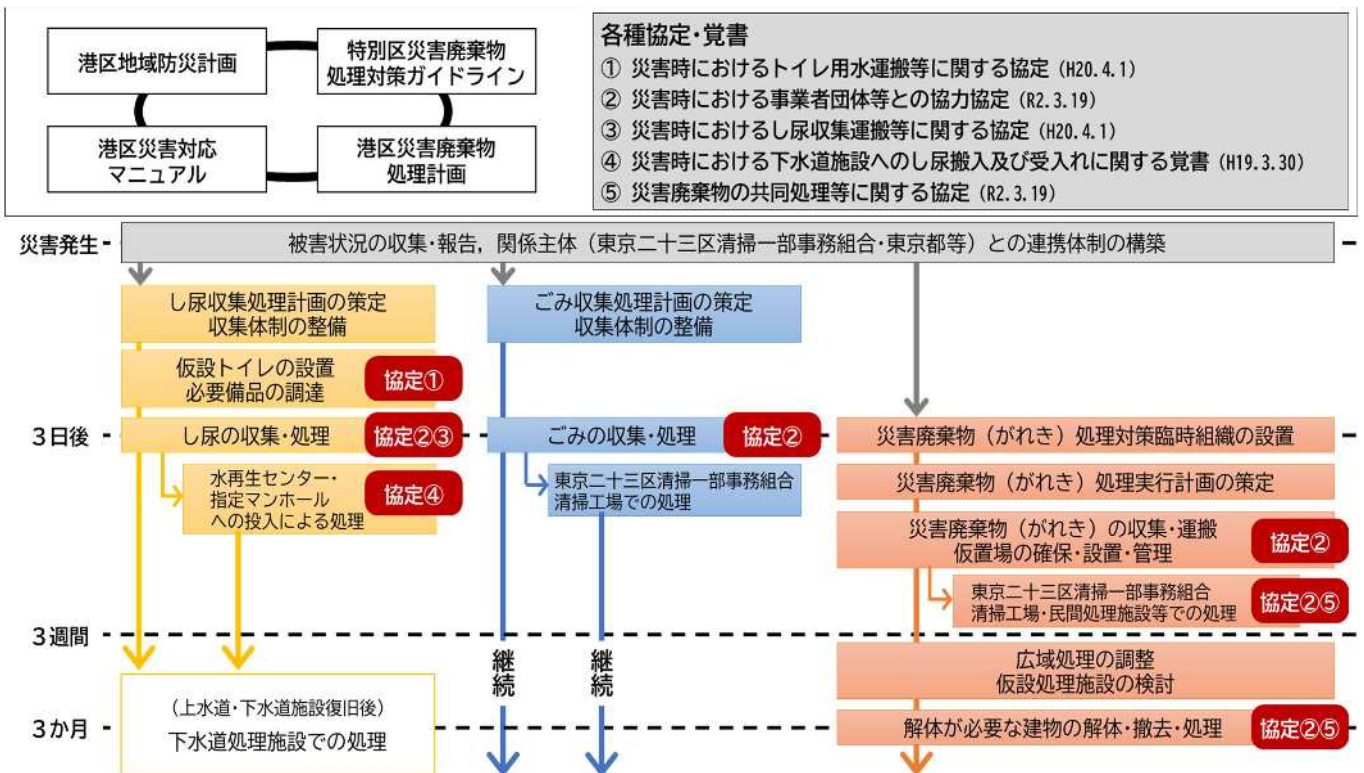 港区地域防災計画
特別区災害廃棄物
処理対策ガイドライン
港区災害対応
マニュアル
港区災害廃棄物
処理計画
各種協定・覚書
① 災害時におけるトイレ用水運搬等に関する協定 (H20.4.1)
② 災害時における事業者団体等との協力協定 (R2.3.19)
③ 災害時におけるし尿収集運搬等に関する協定 (H20.4.1)
④ 災害時における下水道施設へのし尿搬入及び受入れに関する覚書 (H19.3.30)
⑤ 災害廃棄物の共同処理等に関する協定 (R2.3.19)
災害発生
被害状況の収集・報告，関係主体（東京二十三区清掃一部事務組合・東京都等）との連携体制の構築
し尿収集処理計画の策定
収集体制の整備
ごみ収集処理計画の策定
収集体制の整備
仮設トイレの設置
必要備品の調達
協定①
3日後
し尿の収集・処理
協定②③
ごみの収集・処理
協定②
災害廃棄物（がれき）処理対策臨時組織の設置
水再生センター・
指定マンホール
への投入による処理
協定④
東京二十三区清掃一部事務組合
清掃工場での処理
災害廃棄物（がれき）処理実行計画の策定
災害廃棄物（がれき）の収集・運搬
仮置場の確保・設置・管理
協定②
東京二十三区清掃一部事務組合
清掃工場・民間処理施設等での処理
協定②⑤
3週間
継続
継続
広域処理の調整
仮設処理施設の検討
（上水道・下水道施設復旧後）
下水道処理施設での処理
3か月
解体が必要な建物の解体・撤去・処理
協定②⑤